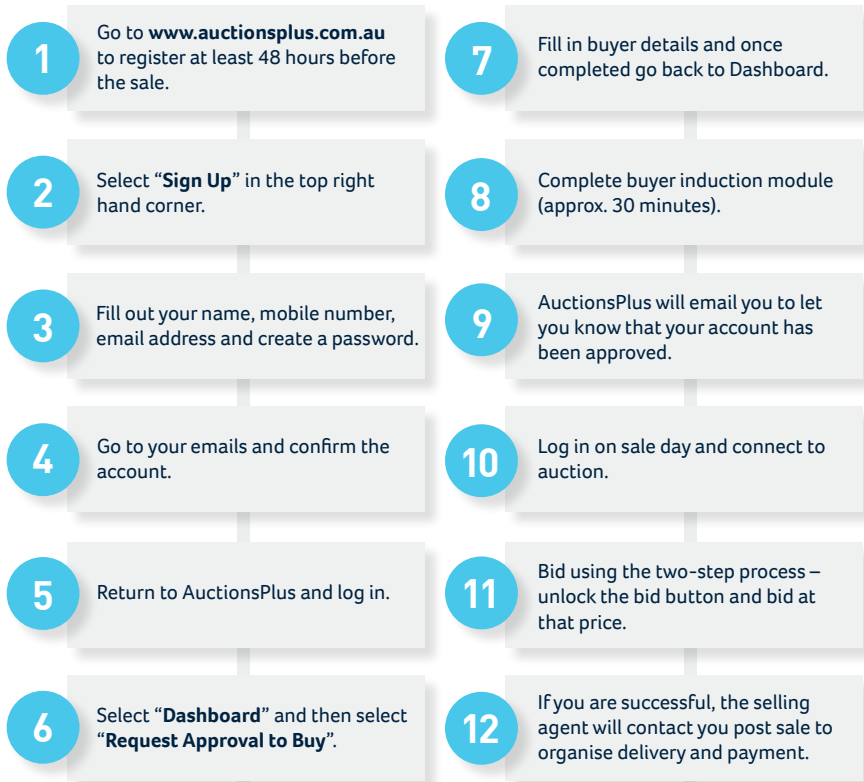 1
Go to www.auctionsplus.com.au
to register at least 48 hours before
the sale.
2
Select “Sign Up” in the top right
hand corner.
3
Fill out your name, mobile number,
email address and create a password.
4
Go to your emails and confirm the
account.
5
Return to AuctionsPlus and log in.
6
Select “Dashboard” and then select
“Request Approval to Buy”.
7
Fill in buyer details and once
completed go back to Dashboard.
8
Complete buyer induction module
(approx. 30 minutes).
9
AuctionsPlus will email you to let
you know that your account has
been approved.
10
Log in on sale day and connect to
auction.
11
Bid using the two-step process –
unlock the bid button and bid at
that price.
12
If you are successful, the selling
agent will contact you post sale to
organise delivery and payment.